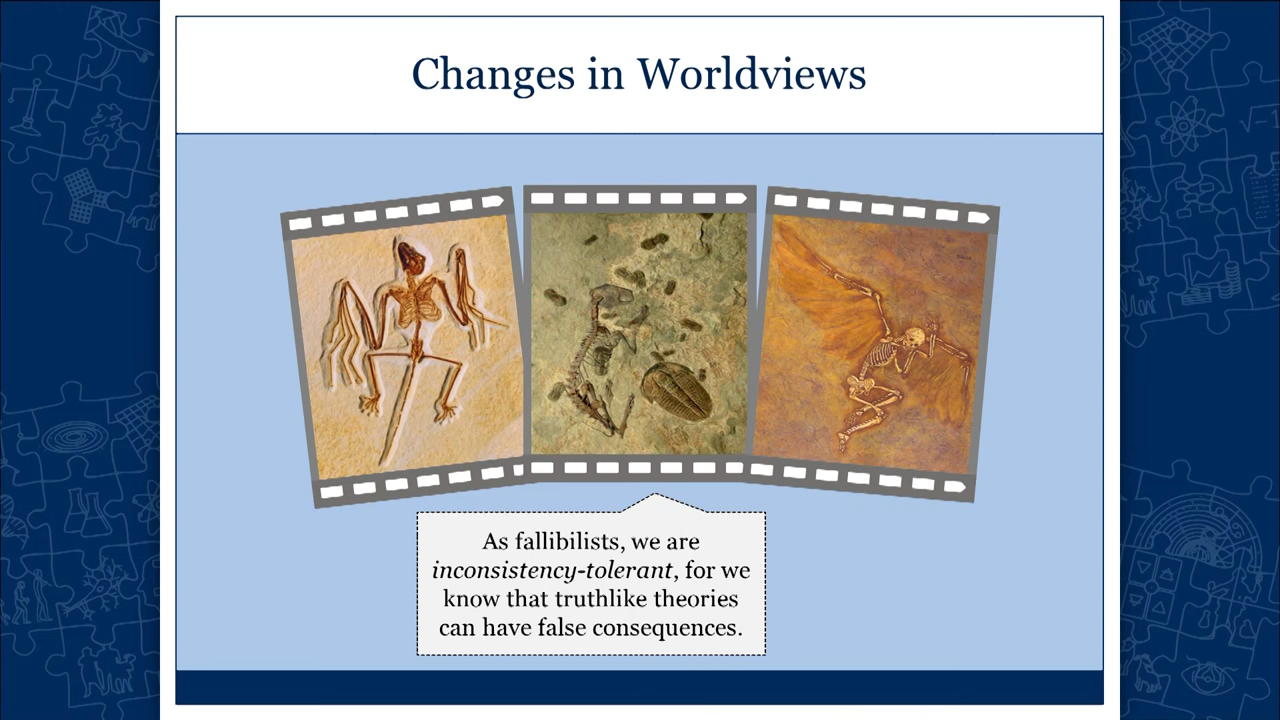 Changes in Worldviews
As fallibilists, we are
inconsistency-tolerant, for we
know that truthlike theories
can have false consequences.